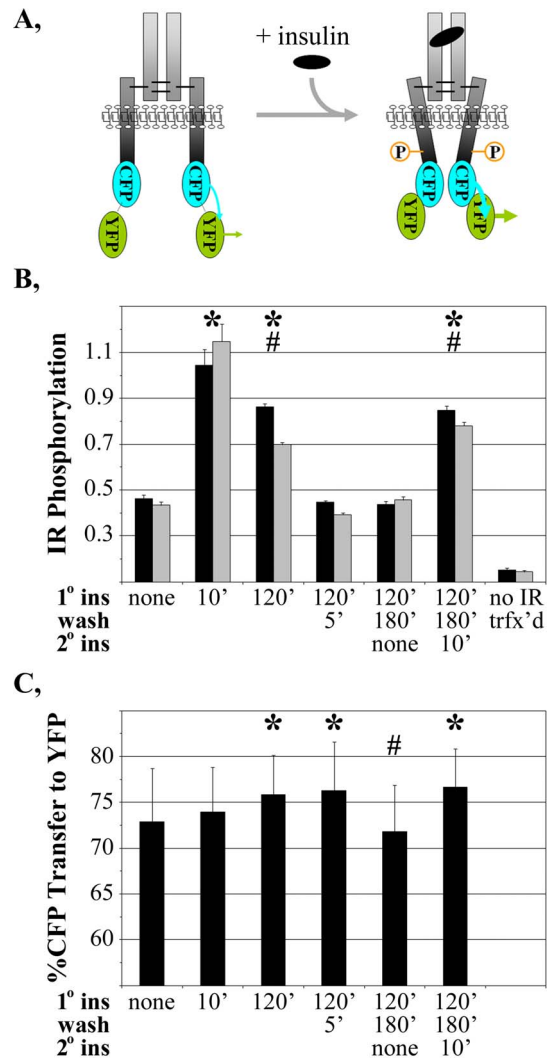 A,
+ insulin
P
P
CFP
CFP
CFP
CFP
YFP
YFP
YFP
YFP
B,
IR Phosphorylation
1.1
0.9
0.7
0.5
0.3
*
*
#
*
#
1° ins none 10' 120' 120' 120' 120' no IR
wash 5' 180' 180' trfx'd
2° ins none 10'
C,
%CFP Transfer to YFP
80
75
70
65
60
*
*
#
*
1° ins none 10' 120' 120' 120' 120'
wash 5' 180' 180'
2° ins none 10'